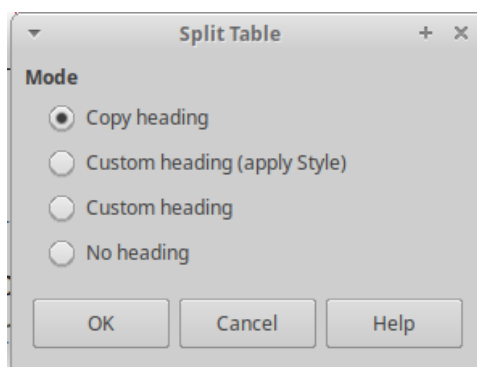 Split Table
Mode
Copy heading
Custom heading (apply Style)
Custom heading
No heading
OK Cancel Help